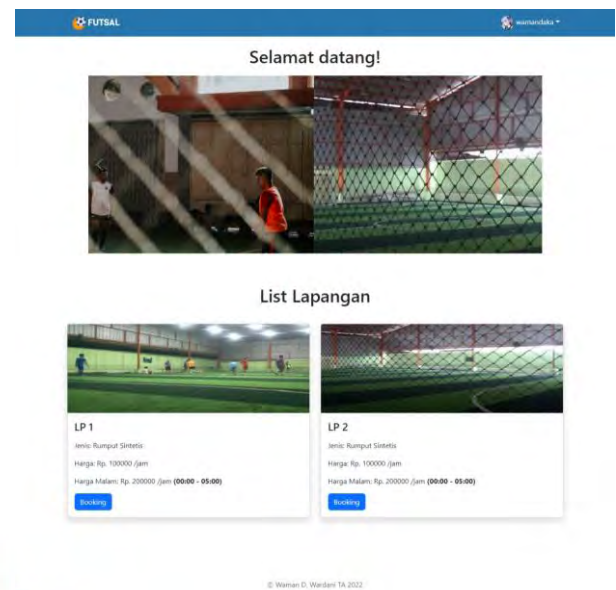 FUTSAL
wamandaka
Selamat datang!
List Lapangan
LP 1
Jenis: Rumput Sintetis
Harga: Rp. 100000 /jam
Harga Malam: Rp. 200000 /jam (00:00 - 05:00)
Booking
LP 2
Jenis: Rumput Sintetis
Harga: Rp. 100000 /jam
Harga Malam: Rp. 200000 /jam (00:00 - 05:00)
Booking
© Waman D. Wardani TA 2022